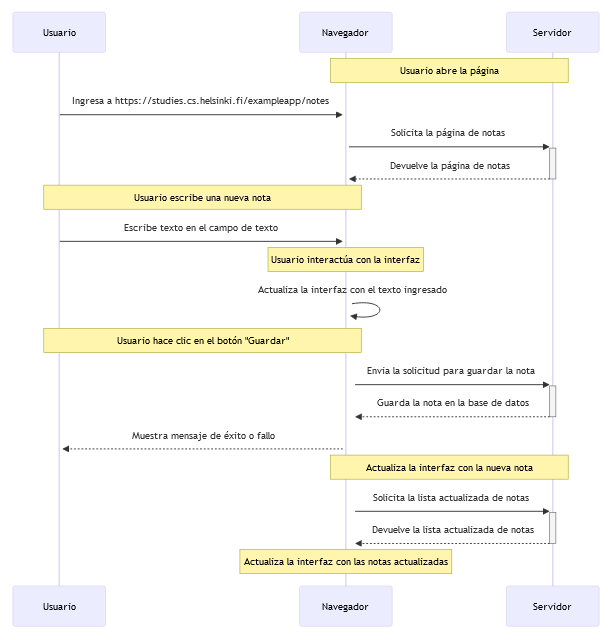 Usuario
Navegador
Servidor
Usuario abre la página
Ingresa a https://studies.cs.helsinki.fi/exampleapp/notes
Solicita la página de notas
Devuelve la página de notas
Usuario escribe una nueva nota
Escribe texto en el campo de texto
Usuario interactúa con la interfaz
Actualiza la interfaz con el texto ingresado
Usuario hace clic en el botón "Guardar"
Envia la solicitud para guardar la nota
Guarda la nota en la base de datos
Muestra mensaje de éxito o fallo
Actualiza la interfaz con la nueva nota
Solicita la lista actualizada de notas
Devuelve la lista actualizada de notas
Actualiza la interfaz con las notas actualizadas
Usuario
Navegador
Servidor